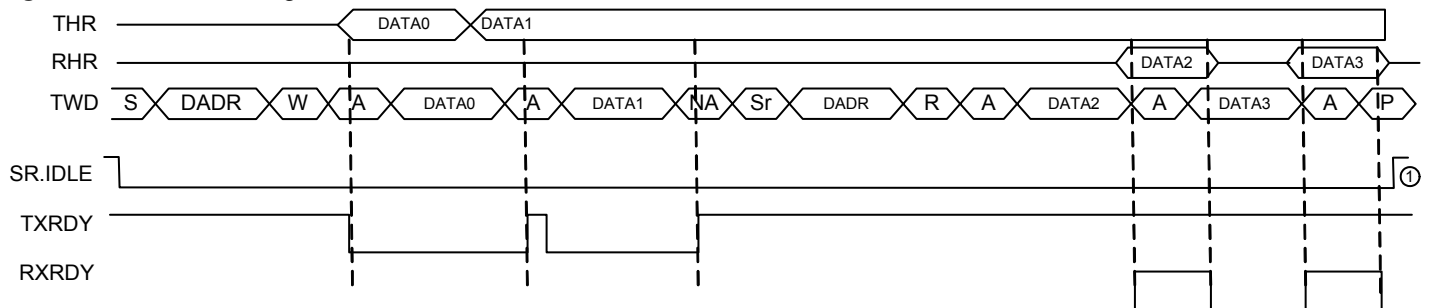 THR DATA0 DATA1
RHR DATA2 DATA3
TWD S DADR W A DATA0 A DATA1 NA Sr DADR R A DATA2 A DATA3 A P
SR.IDLE ①
TXRDY
RXRDY